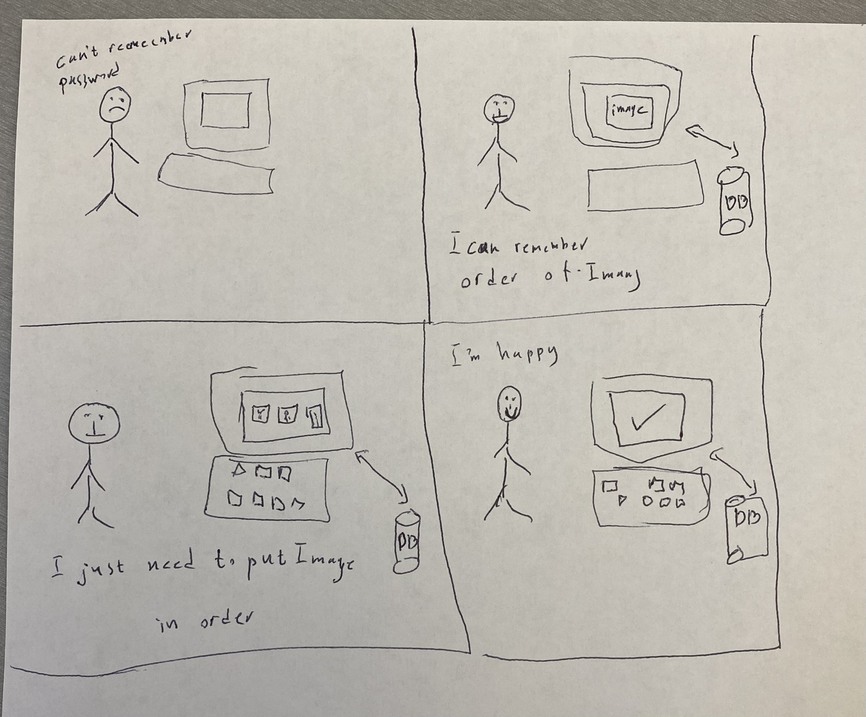 can't remember
password
image
DB
I can remember
order of Imag
DB
I just need to put Image
in order
I'm happy
DB